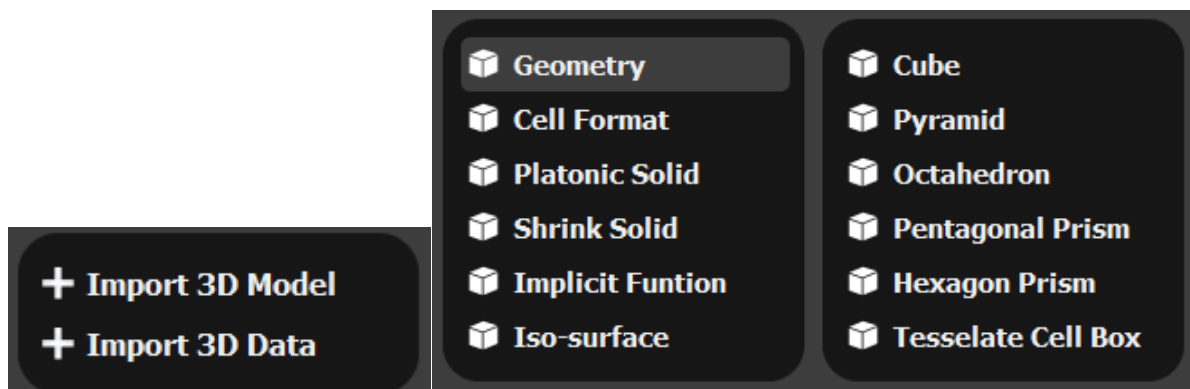 Import 3D Model
Import 3D Data
Geometry
Cell Format
Platonic Solid
Shrink Solid
Implicit Funtion
Iso-surface
Cube
Pyramid
Octahedron
Pentagonal Prism
Hexagon Prism
Tesselate Cell Box